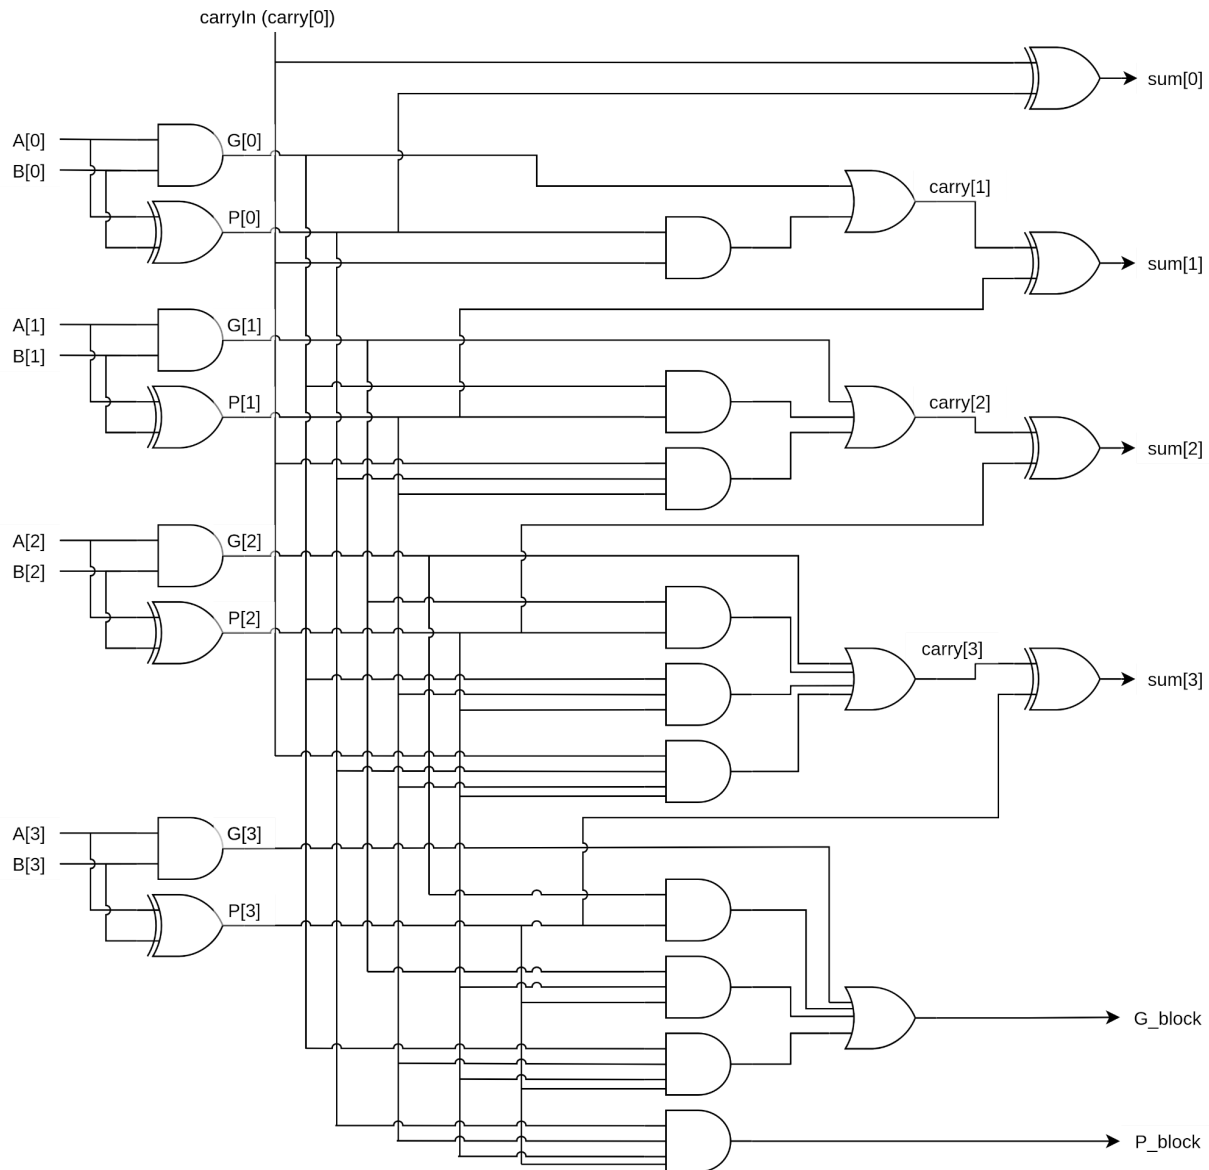 carryIn (carry[0])
sum[0]
A[0]
G[0]
B[0]
carry[1]
P[0]
sum[1]
A[1]
G[1]
B[1]
P[1]
carry[2]
sum[2]
A[2]
G[2]
B[2]
P[2]
carry[3]
sum[3]
A[3]
G[3]
B[3]
P[3]
G_block
P_block